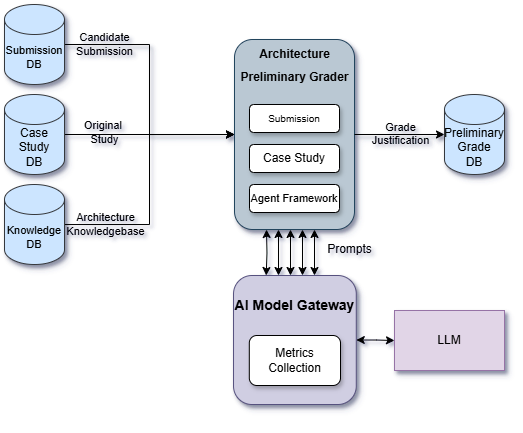 Candidate
Submission
Submission
DB
Original
Study
Case
Study
DB
Architecture
Knowledgebase
Knowledge
DB
Architecture
Preliminary Grader
Submission
Case Study
Agent Framework
Grade
Justification
Preliminary
Grade
DB
Prompts
AI Model Gateway
Metrics
Collection
LLM